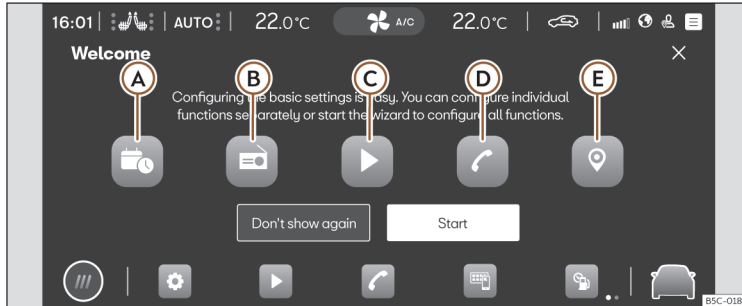 16:01 AUTO 22.0°C A/C 22.0°C
Welcome
A B C D E
Configuring the basic settings is easy. You can configure individual
functions separately or start the wizard to configure all functions.
Don't show again Start
B5C-018